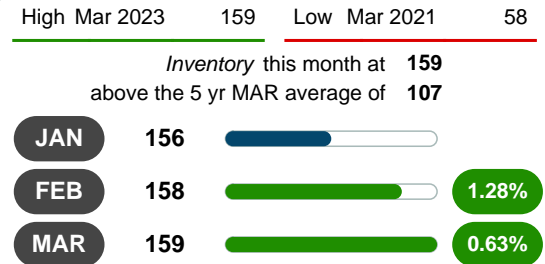 High Mar 2023 159 Low Mar 2021 58
Inventory this month at 159
above the 5 yr MAR average of 107
JAN 156
FEB 158 1.28%
MAR 159 0.63%